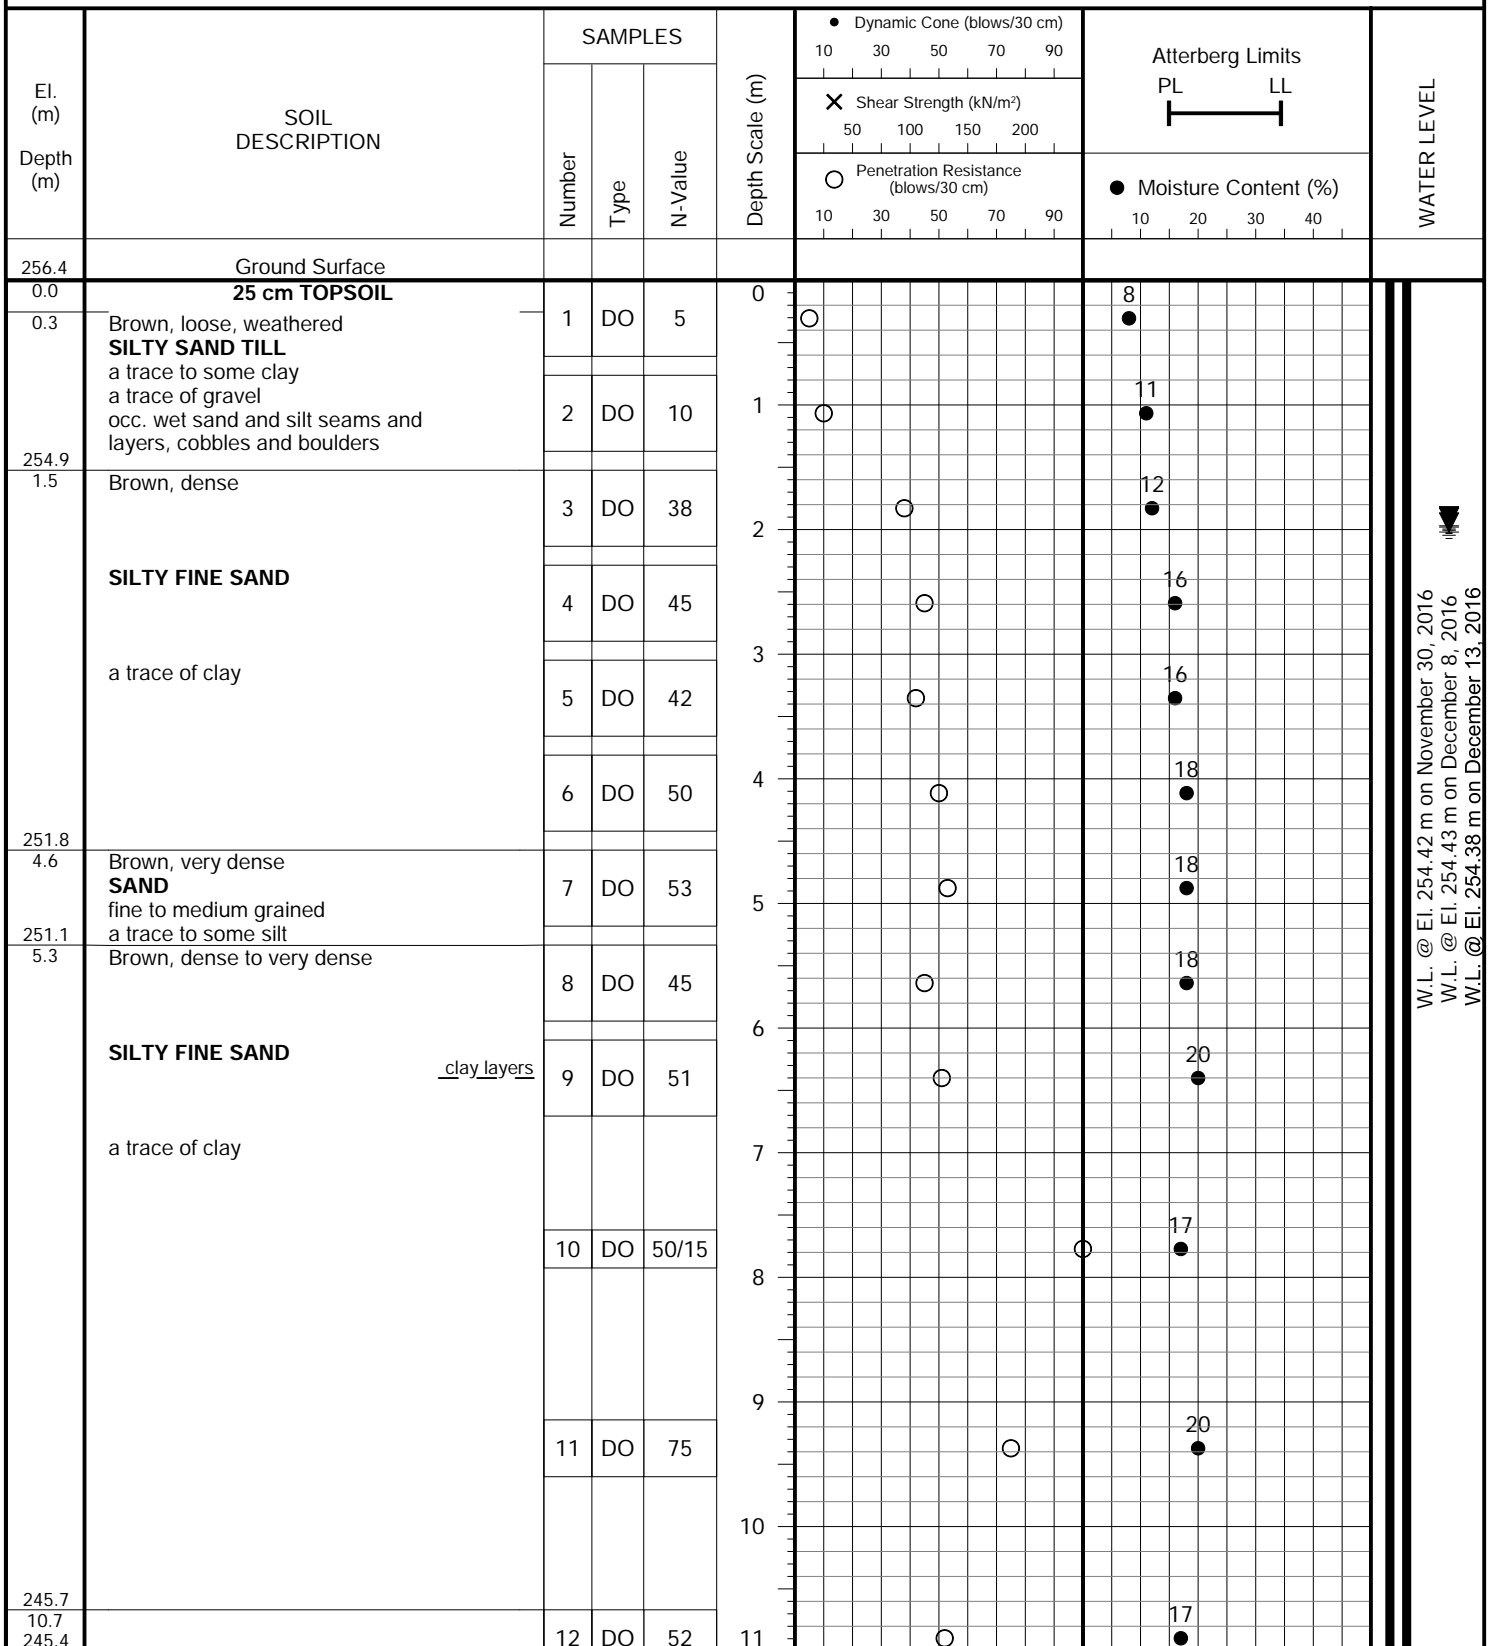 El.
(m)
Depth
(m)
SOIL
DESCRIPTION
SAMPLES
Number
Type
N-Value
Depth Scale (m)
● Dynamic Cone (blows/30 cm)
10 30 50 70 90
✕ Shear Strength (kN/m²)
50 100 150 200
○ Penetration Resistance
(blows/30 cm)
10 30 50 70 90
Atterberg Limits
PL LL
● Moisture Content (%)
10 20 30 40
WATER LEVEL
256.4 Ground Surface
0.0 25 cm TOPSOIL 0 8
0.3 Brown, loose, weathered 1 DO 5
SILTY SAND TILL
a trace to some clay
a trace of gravel 11
occ. wet sand and silt seams and 2 DO 10 1
layers, cobbles and boulders
254.9
1.5 Brown, dense 12
3 DO 38 2
SILTY FINE SAND 16
4 DO 45
3
a trace of clay 16
5 DO 42
4 18
6 DO 50
251.8
4.6 Brown, very dense 18
SAND 7 DO 53
fine to medium grained 5
251.1 a trace to some silt
5.3 Brown, dense to very dense 18
8 DO 45
6
SILTY FINE SAND 20
clay layers 9 DO 51
a trace of clay 7
17
10 DO 50/15
8
9
20
11 DO 75
10
245.7
10.7 17
245.4 12 DO 52 11
W.L. @ El. 254.42 m on November 30, 2016
W.L. @ El. 254.43 m on December 8, 2016
W.L. @ El. 254.38 m on December 13, 2016